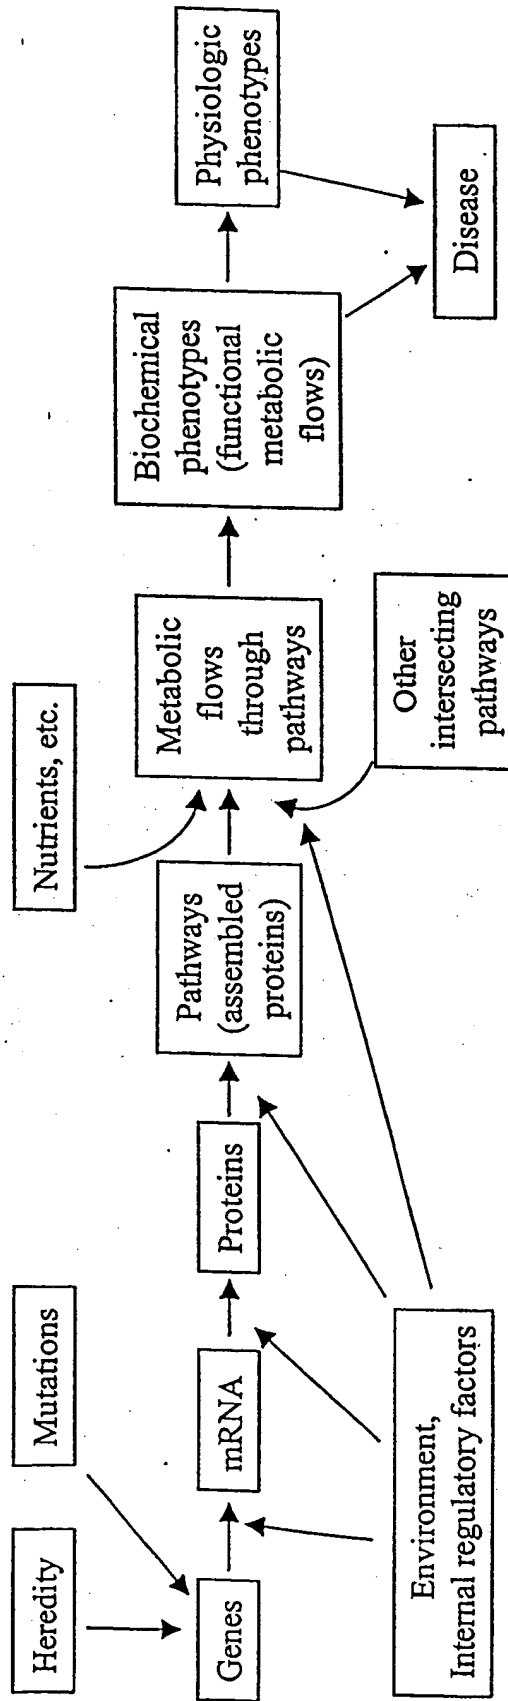 Heredity
Mutations
Nutrients, etc.
Genes
mRNA
Proteins
Pathways
(assembled
proteins)
Metabolic
flows
through
pathways
Biochemical
phenotypes
(functional
metabolic
flows)
Physiologic
phenotypes
Environment,
Internal regulatory factors
Other
intersecting
pathways
Disease